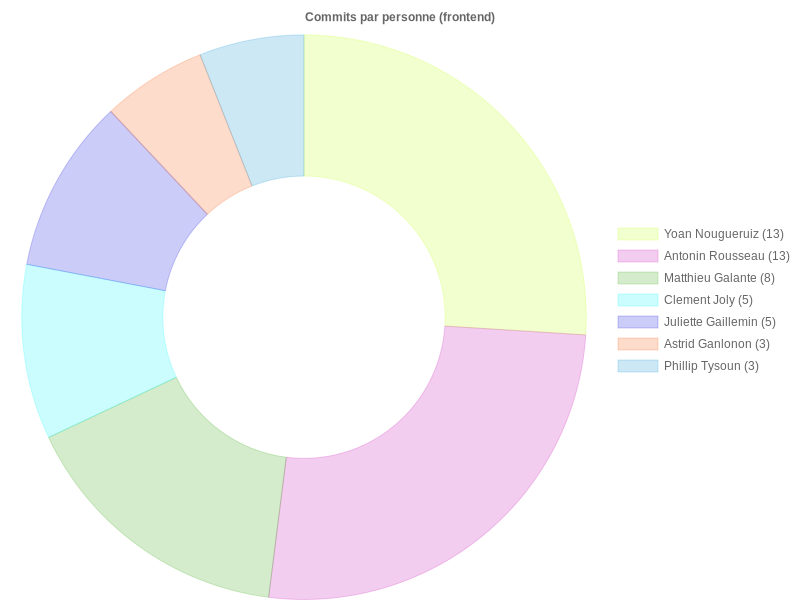 Commits par personne (frontend)
Yoan Nougueruiz (13)
Antonin Rousseau (13)
Matthieu Galante (8)
Clement Joly (5)
Juliette Gaillemin (5)
Astrid Ganlonon (3)
Phillip Tysoun (3)